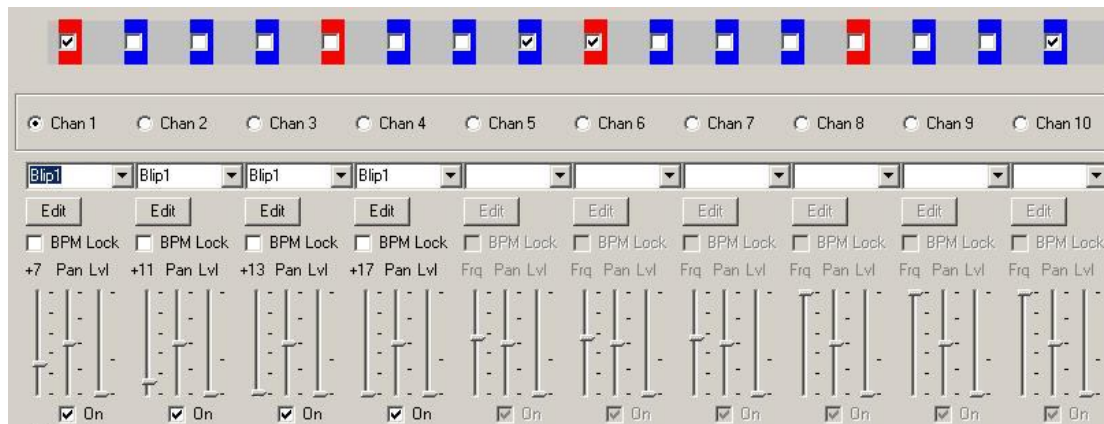 Chan 1 Chan 2 Chan 3 Chan 4 Chan 5 Chan 6 Chan 7 Chan 8 Chan 9 Chan 10
Blip1 Blip1 Blip1 Blip1
Edit Edit Edit Edit Edit Edit Edit Edit Edit Edit
BPM Lock BPM Lock BPM Lock BPM Lock BPM Lock BPM Lock BPM Lock BPM Lock BPM Lock BPM Lock
+7 Pan Lvl +11 Pan Lvl +13 Pan Lvl +17 Pan Lvl Frq Pan Lvl Frq Pan Lvl Frq Pan Lvl Frq Pan Lvl Frq Pan Lvl Frq Pan Lvl
On On On On On On On On On On